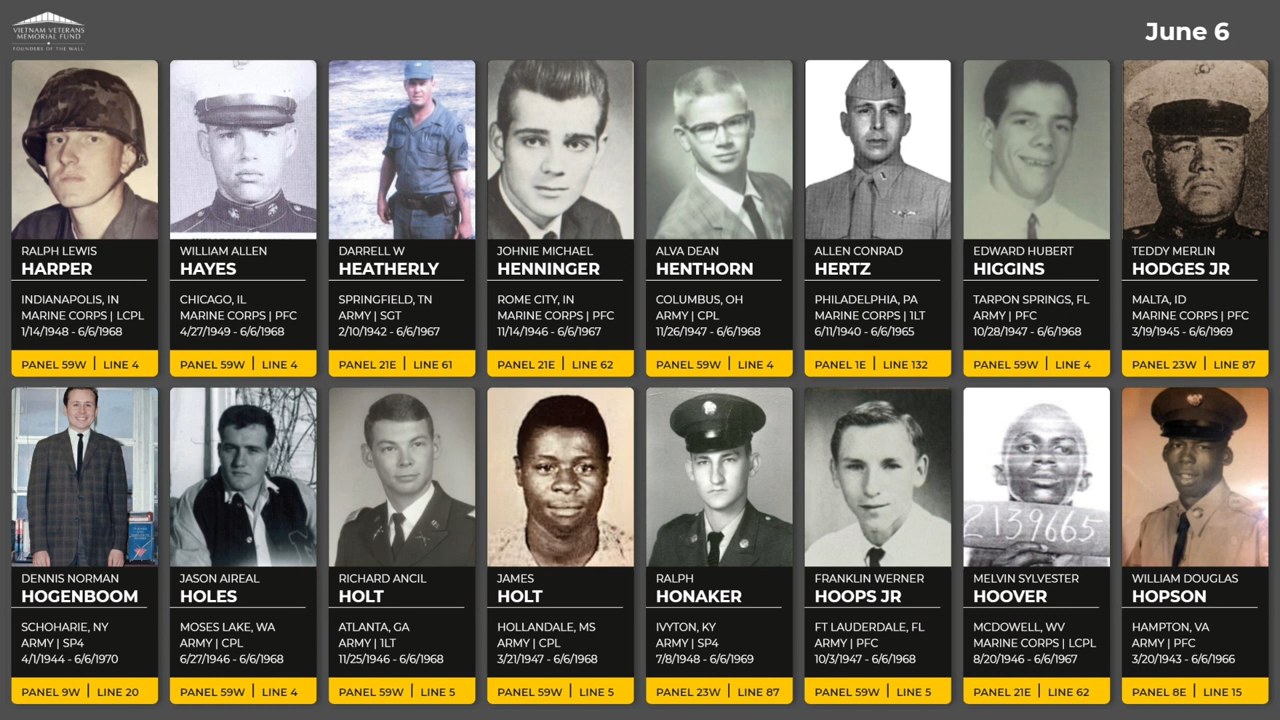 VIETNAM VETERANS
MEMORIAL FUND
FOUNDERS OF THE WALL
June 6
RALPH LEWIS
HARPER
INDIANAPOLIS, IN
MARINE CORPS | LCPL
1/14/1948 - 6/6/1968
PANEL 59W | LINE 4
WILLIAM ALLEN
HAYES
CHICAGO, IL
MARINE CORPS | PFC
4/27/1949 - 6/6/1968
PANEL 59W | LINE 4
DARRELL W
HEATHERLY
SPRINGFIELD, TN
ARMY | SGT
2/10/1942 - 6/6/1967
PANEL 21E | LINE 61
JOHNIE MICHAEL
HENNINGER
ROME CITY, IN
MARINE CORPS | PFC
11/14/1946 - 6/6/1967
PANEL 21E | LINE 62
ALVA DEAN
HENTHORN
COLUMBUS, OH
ARMY | CPL
11/26/1947 - 6/6/1968
PANEL 59W | LINE 4
ALLEN CONRAD
HERTZ
PHILADELPHIA, PA
MARINE CORPS | 1LT
6/11/1940 - 6/6/1965
PANEL 1E | LINE 132
EDWARD HUBERT
HIGGINS
TARPON SPRINGS, FL
ARMY | PFC
10/28/1947 - 6/6/1968
PANEL 59W | LINE 4
TEDDY MERLIN
HODGES JR
MALTA, ID
MARINE CORPS | PFC
3/19/1945 - 6/6/1969
PANEL 23W | LINE 87
DENNIS NORMAN
HOGENBOOM
SCHOHARIE, NY
ARMY | SP4
4/1/1944 - 6/6/1970
PANEL 9W | LINE 20
JASON AIREAL
HOLES
MOSES LAKE, WA
ARMY | CPL
6/27/1946 - 6/6/1968
PANEL 59W | LINE 4
RICHARD ANCIL
HOLT
ATLANTA, GA
ARMY | 1LT
11/25/1946 - 6/6/1968
PANEL 59W | LINE 5
JAMES
HOLT
HOLLANDALE, MS
ARMY | CPL
3/21/1947 - 6/6/1968
PANEL 59W | LINE 5
RALPH
HONAKER
IVYTON, KY
ARMY | SP4
7/8/1948 - 6/6/1969
PANEL 23W | LINE 87
FRANKLIN WERNER
HOOPS JR
FT LAUDERDALE, FL
ARMY | PFC
10/3/1947 - 6/6/1968
PANEL 59W | LINE 5
2139665
MELVIN SYLVESTER
HOOVER
MCDOWELL, WV
MARINE CORPS | LCPL
8/20/1946 - 6/6/1967
PANEL 21E | LINE 62
WILLIAM DOUGLAS
HOPSON
HAMPTON, VA
ARMY | PFC
3/20/1943 - 6/6/1966
PANEL 8E | LINE 15